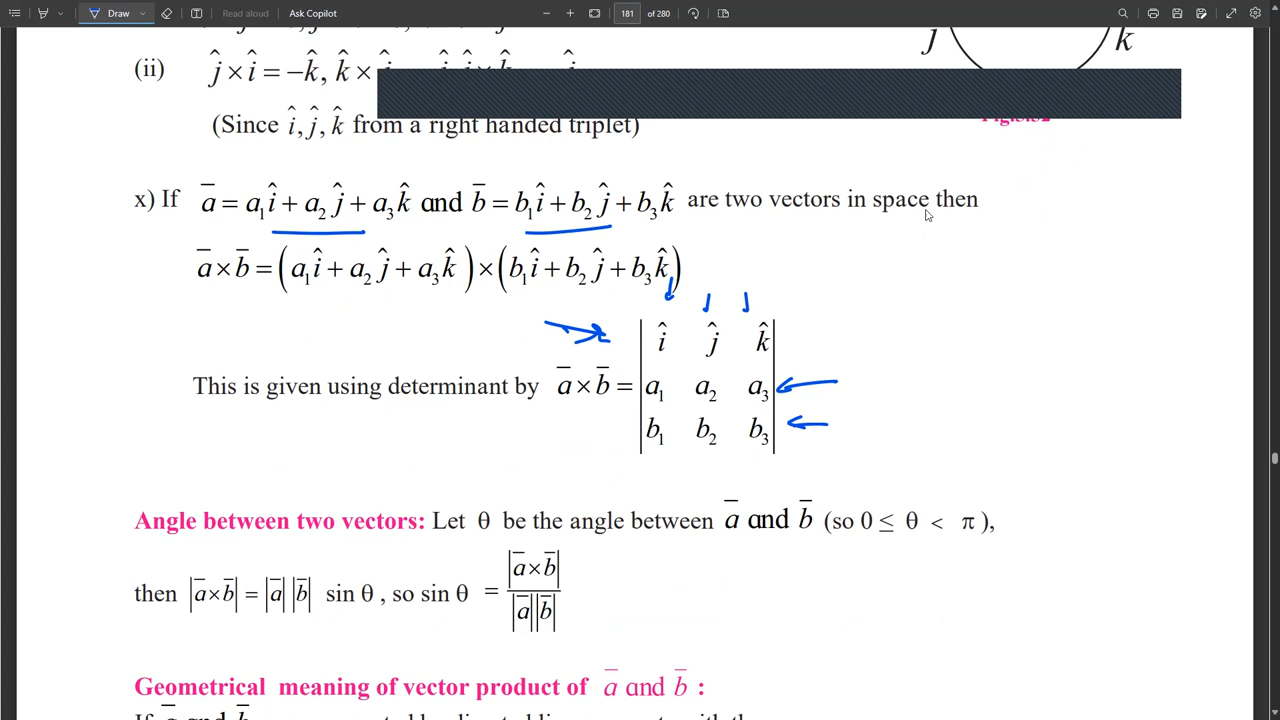 Draw
Read aloud
Ask Copilot
181 of 280
j k
(ii) ĵ × î = −k̂, k̂ ×
(Since î, ĵ, k̂ from a right handed triplet)
x) If a̅ = a₁î + a₂ĵ + a₃k̂ and b̅ = b₁î + b₂ĵ + b₃k̂ are two vectors in space then
a̅ × b̅ = (a₁î + a₂ĵ + a₃k̂) × (b₁î + b₂ĵ + b₃k̂)
î ĵ k̂
This is given using determinant by a̅ × b̅ = a₁ a₂ a₃
b₁ b₂ b₃
Angle between two vectors: Let θ be the angle between a̅ and b̅ (so 0 ≤ θ < π),
then |a̅ × b̅| = |a̅| |b̅| sin θ, so sin θ = |a̅ × b̅| / |a̅||b̅|
Geometrical meaning of vector product of a̅ and b̅ :